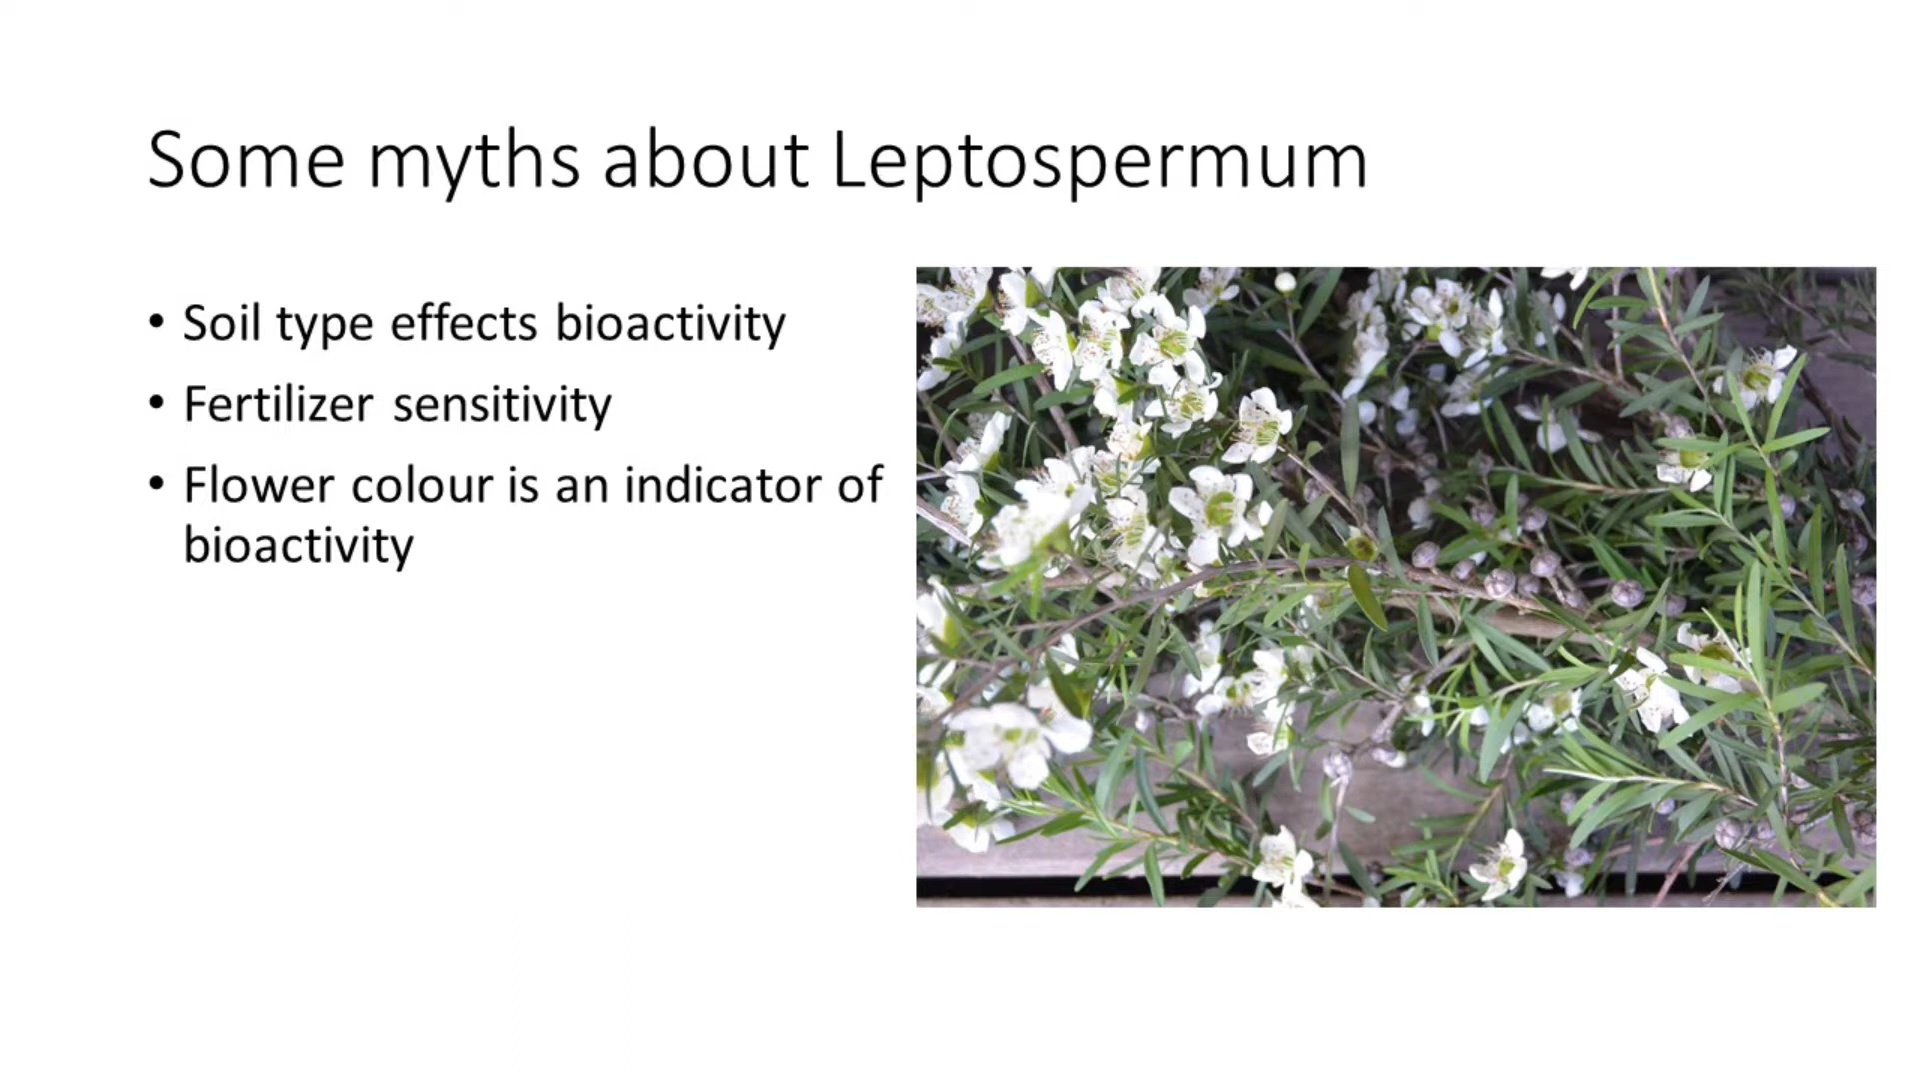 Some myths about Leptospermum
• Soil type effects bioactivity
• Fertilizer sensitivity
• Flower colour is an indicator of
bioactivity